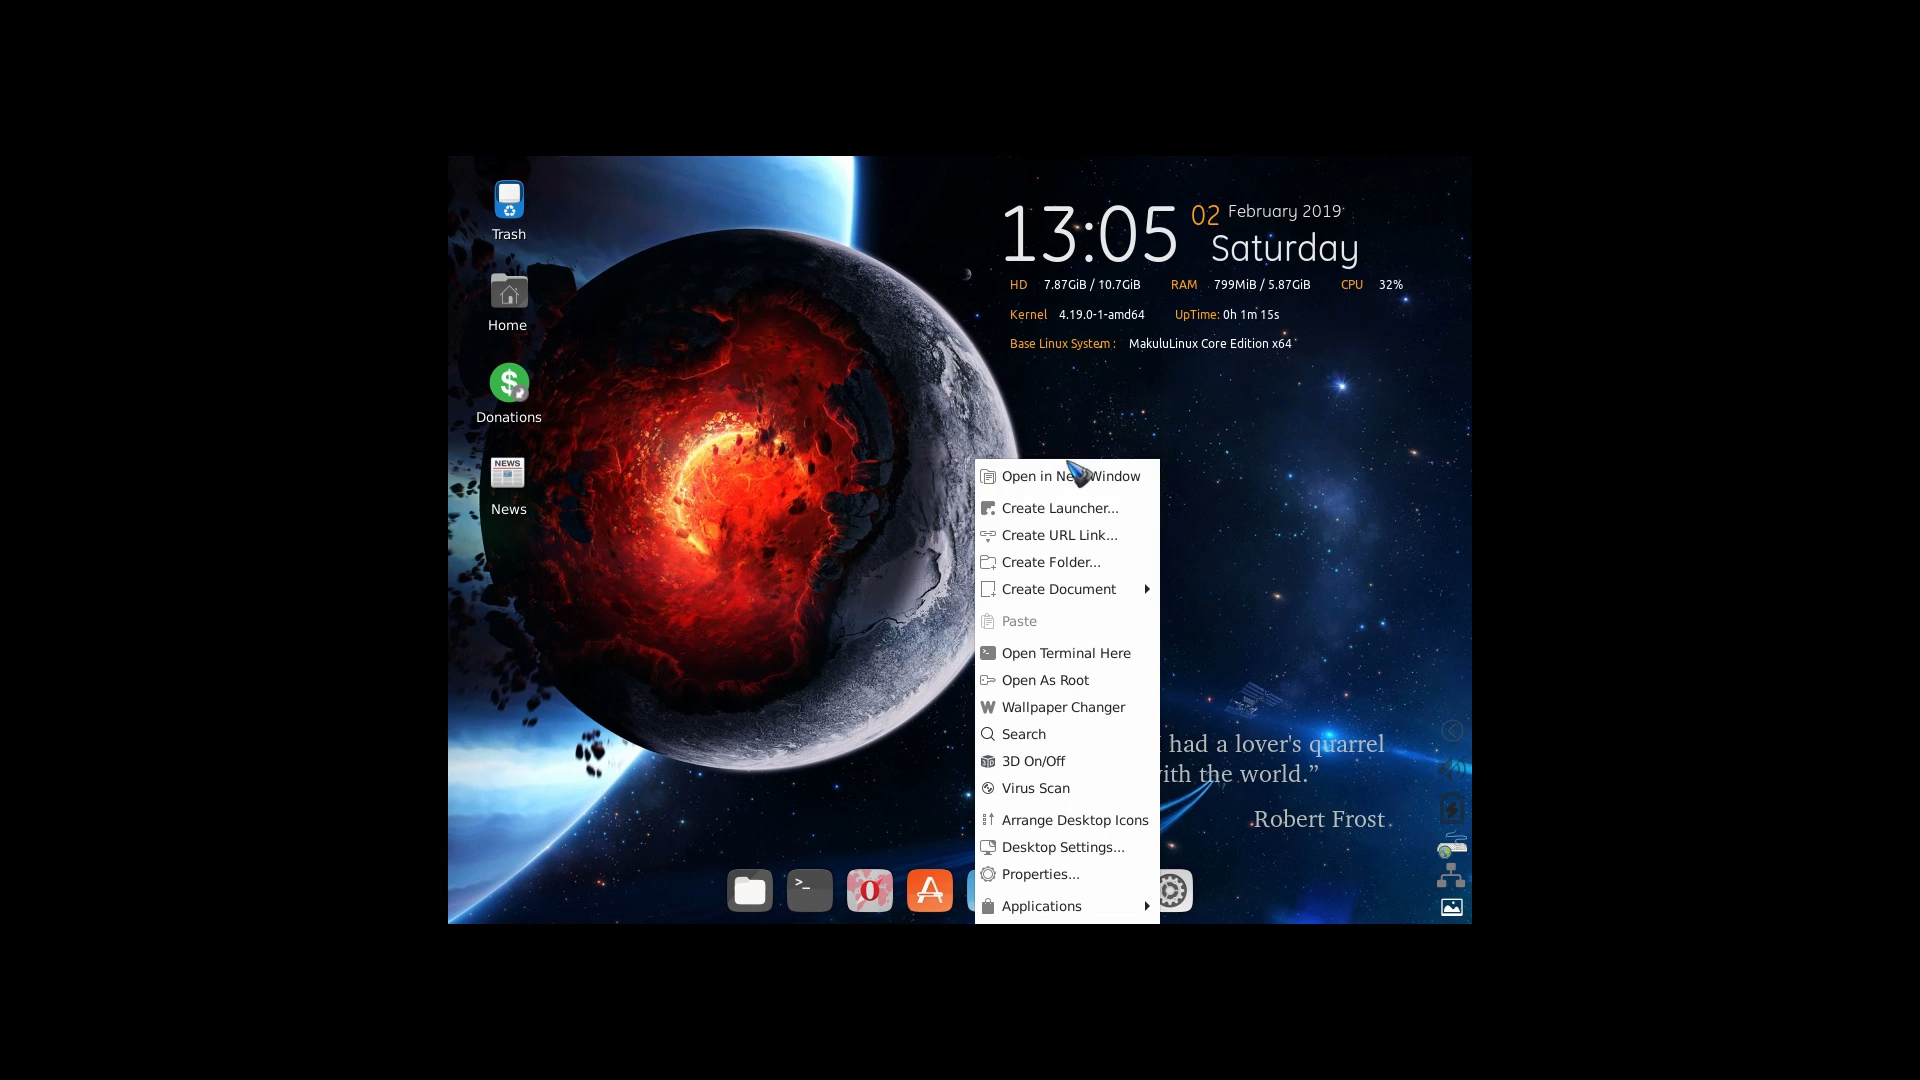 Trash
Home
Donations
NEWS
News
13:05 02 February 2019
Saturday
HD 7.87GiB / 10.7GiB RAM 799MiB / 5.87GiB CPU 32%
Kernel 4.19.0-1-amd64 UpTime: 0h 1m 15s
Base Linux System : MakuluLinux Core Edition x64
Open in Window
Create Launcher...
Create URL Link...
Create Folder...
Create Document
Paste
Open Terminal Here
Open As Root
Wallpaper Changer
Search
3D On/Off
Virus Scan
Arrange Desktop Icons
Desktop Settings...
Properties...
Applications
I had a lover's quarrel
with the world.”
Robert Frost